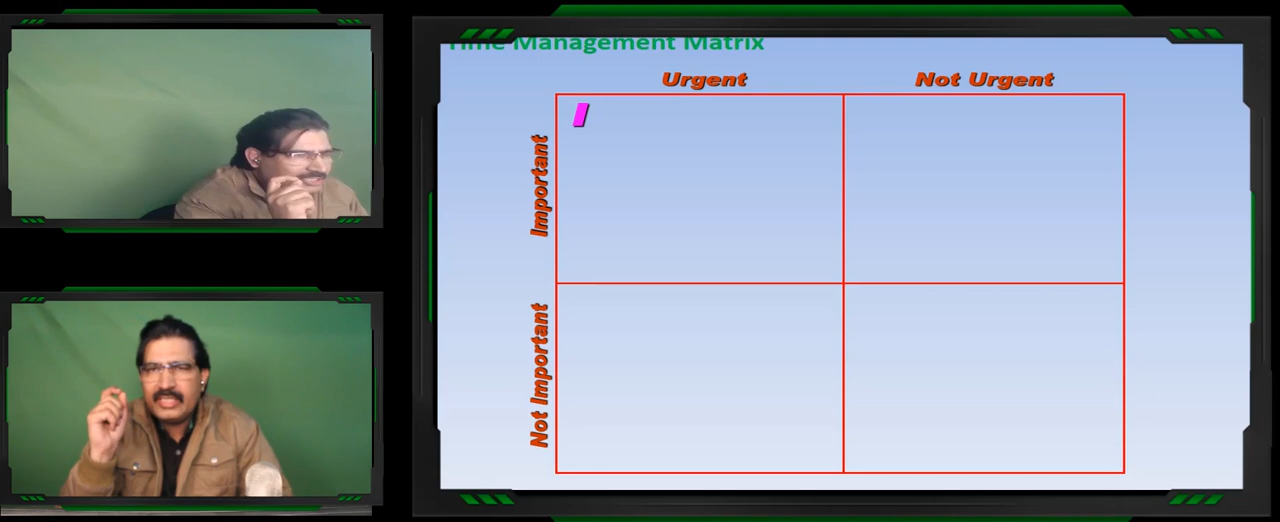 Time Management Matrix
Urgent
Not Urgent
Important
I
Not Important